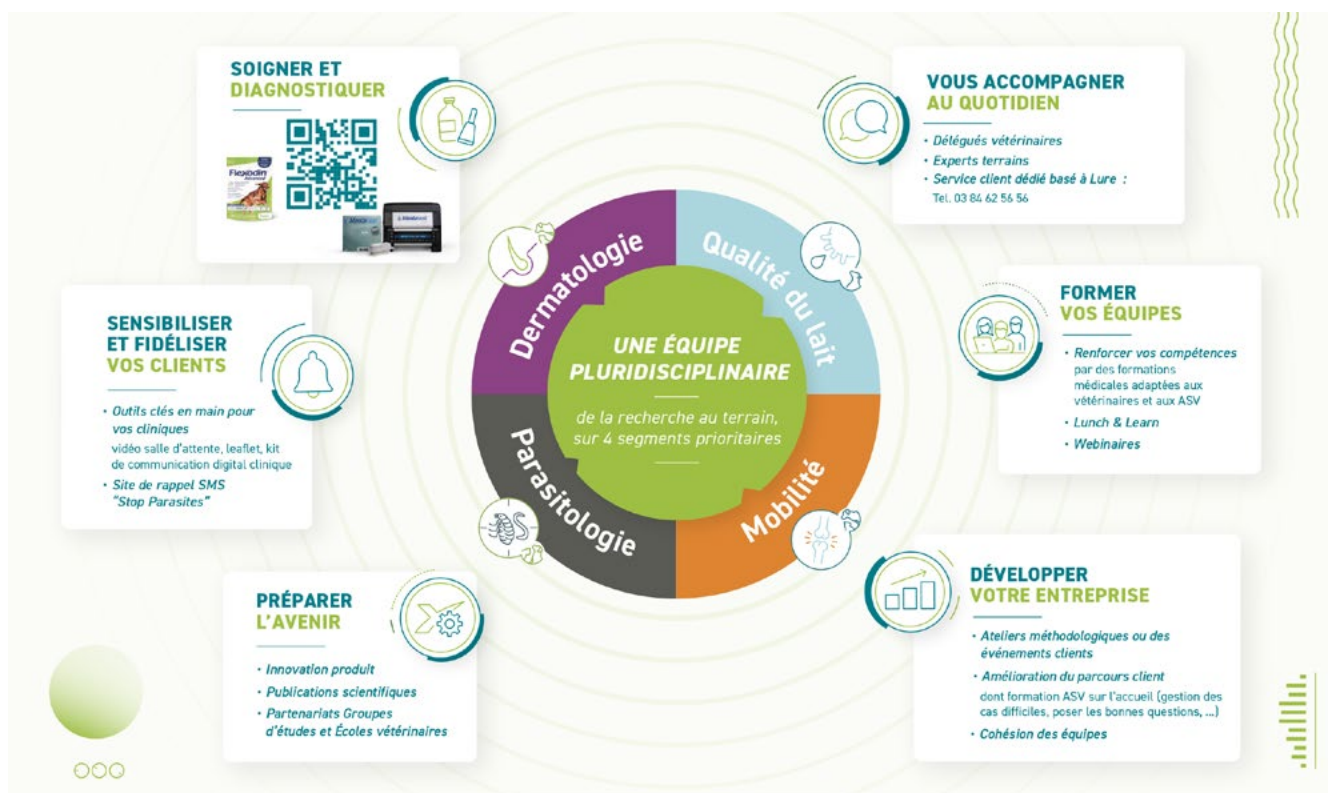 SOIGNER ET
DIAGNOSTIQUER
Flexadin
Advanced
VOUS ACCOMPAGNER
AU QUOTIDIEN
• Délégués vétérinaires
• Experts terrains
• Service client dédié basé à Lure :
Tel. 03 84 62 56 56
SENSIBILISER
ET FIDÉLISER
VOS CLIENTS
• Outils clés en main pour
vos cliniques
vidéo salle d'attente, leaflet, kit
de communication digital clinique
• Site de rappel SMS
"Stop Parasites"
Dermatologie
Qualité du lait
Parasitologie
Mobilité
UNE ÉQUIPE
PLURIDISCIPLINAIRE
de la recherche au terrain,
sur 4 segments prioritaires
FORMER
VOS ÉQUIPES
• Renforcer vos compétences
par des formations
médicales adaptées aux
vétérinaires et aux ASV
• Lunch & Learn
• Webinaires
PRÉPARER
L'AVENIR
• Innovation produit
• Publications scientifiques
• Partenariats Groupes
d'études et Écoles vétérinaires
DÉVELOPPER
VOTRE ENTREPRISE
• Ateliers méthodologiques ou des
événements clients
• Amélioration du parcours client
dont formation ASV sur l'accueil (gestion des
cas difficiles, poser les bonnes questions, ...)
• Cohésion des équipes